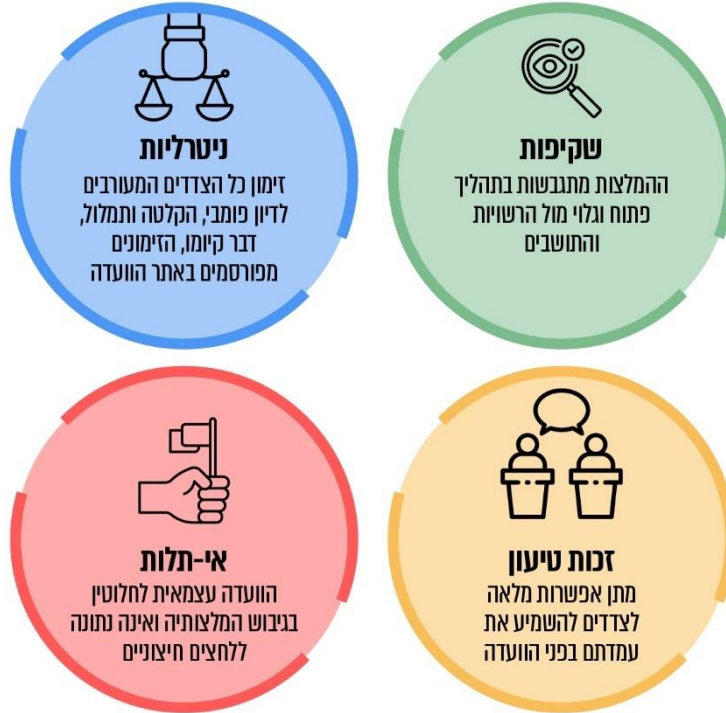 שקיפות
ההמלצות מתגבשות בתהליך
פתוח וגלוי מול הרשויות
והתושבים
ניטרליות
זימון כל הצדדים המעורבים
לדיון פומבי, הקלטה ותמלול,
דבר קיומו, הזימונים
מפורסמים באתר הוועדה
זכות טיעון
מתן אפשרות מלאה
לצדדים להשמיע את
עמדתם בפני הוועדה
אי-תלות
הוועדה עצמאית לחלוטין
בגיבוש המלצותיה ואינה נתונה
ללחצים חיצוניים